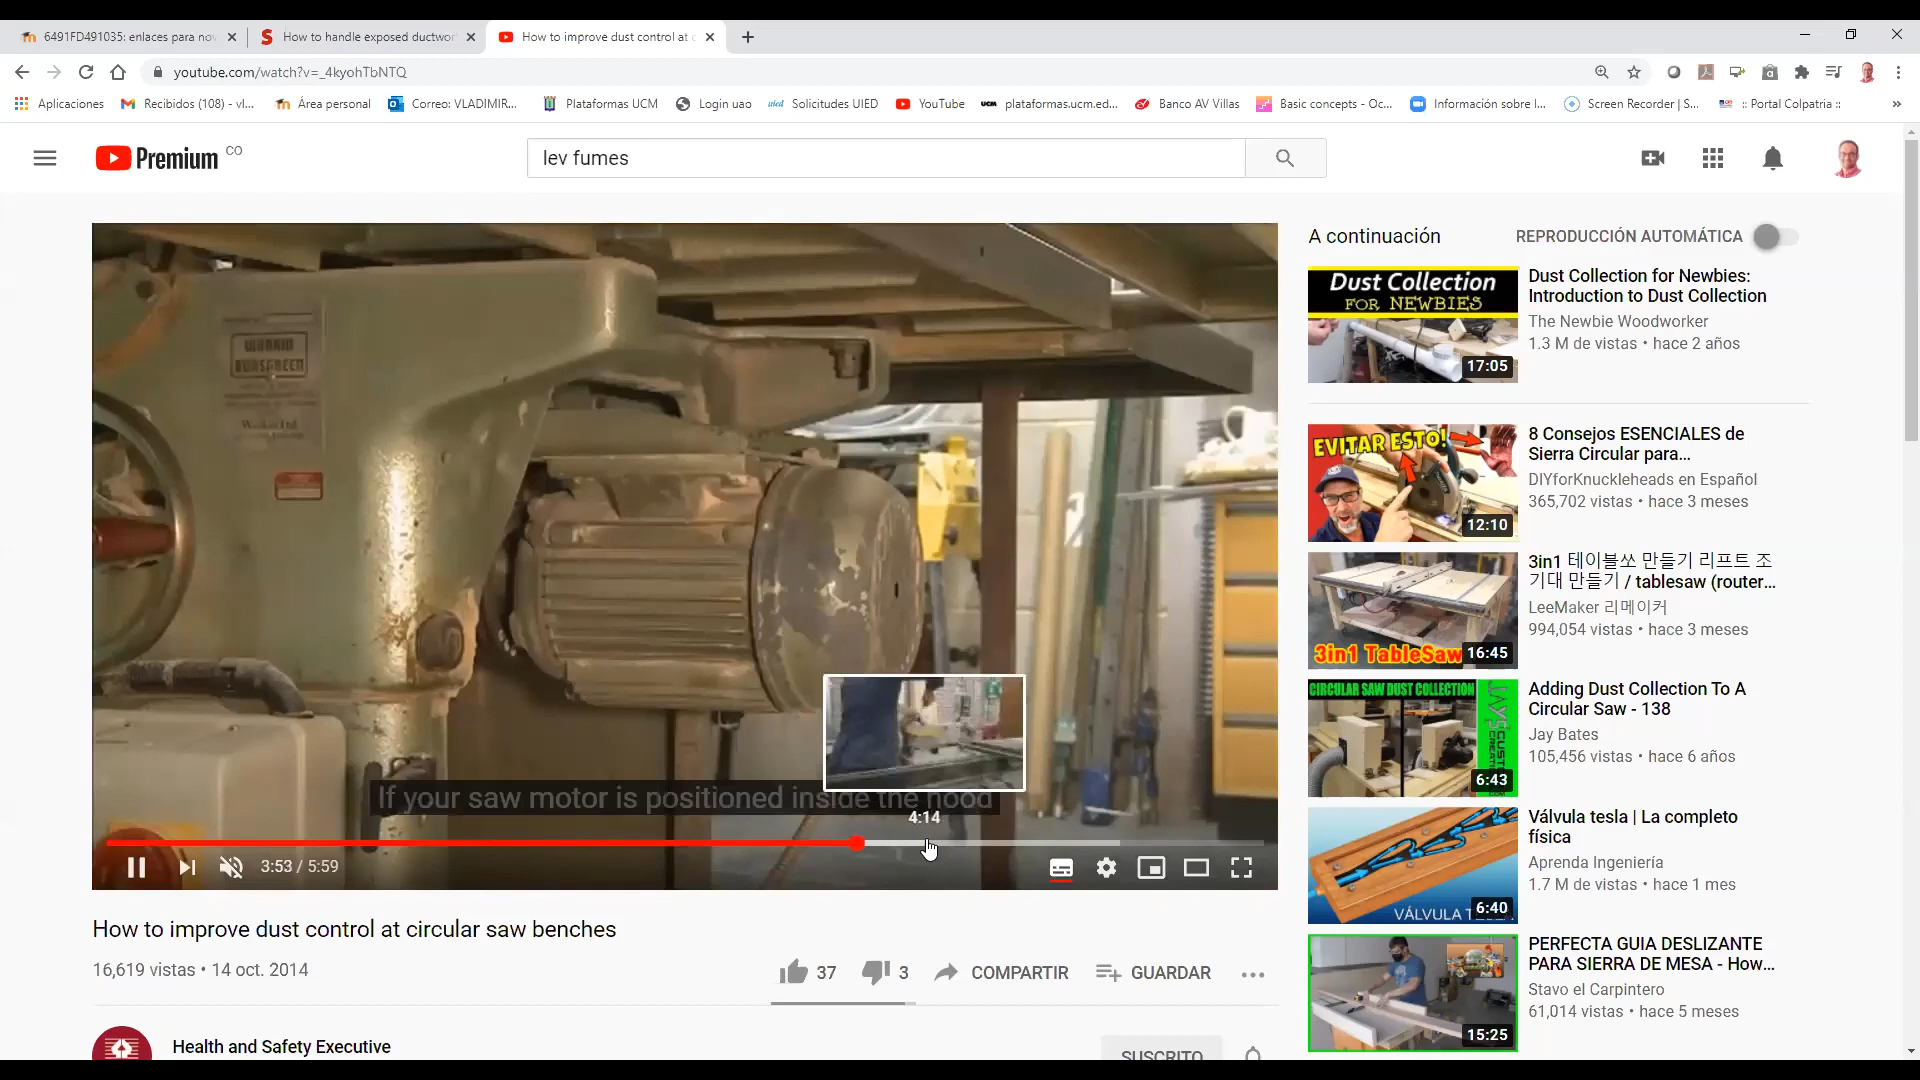 6491FD491035: enlaces para nov
How to handle exposed ductwor
How to improve dust control at c
youtube.com/watch?v=_4kyohTbNTQ
Aplicaciones
Recibidos (108) - vl...
Área personal
Correo: VLADIMIR...
Plataformas UCM
Login uao
uied Solicitudes UIED
YouTube
UCM plataformas.ucm.ed...
Banco AV Villas
Basic concepts - Oc...
Información sobre l...
Screen Recorder | S...
:: Portal Colpatria ::
»
Premium CO
lev fumes
If your saw motor is positioned inside the hood
4:14
3:53 / 5:59
How to improve dust control at circular saw benches
16,619 vistas • 14 oct. 2014
37
3
COMPARTIR
GUARDAR
Health and Safety Executive
SUSCRITO
A continuación
REPRODUCCIÓN AUTOMÁTICA
Dust Collection
FOR NEWBIES
17:05
Dust Collection for Newbies:
Introduction to Dust Collection
The Newbie Woodworker
1.3 M de vistas • hace 2 años
EVITAR ESTO!
12:10
8 Consejos ESENCIALES de
Sierra Circular para...
DIYforKnuckleheads en Español
365,702 vistas • hace 3 meses
3in1 TableSaw
16:45
3in1 테이블쏘 만들기 리프트 조
기대 만들기 / tablesaw (router...
LeeMaker 리메이커
994,054 vistas • hace 3 meses
CIRCULAR SAW DUST COLLECTION
JAYS
CUSTOM
CREATIONS
6:43
Adding Dust Collection To A
Circular Saw - 138
Jay Bates
105,456 vistas • hace 6 años
VÁLVULA T
6:40
Válvula tesla | La completo
física
Aprenda Ingeniería
1.7 M de vistas • hace 1 mes
15:25
PERFECTA GUIA DESLIZANTE
PARA SIERRA DE MESA - How...
Stavo el Carpintero
61,014 vistas • hace 5 meses